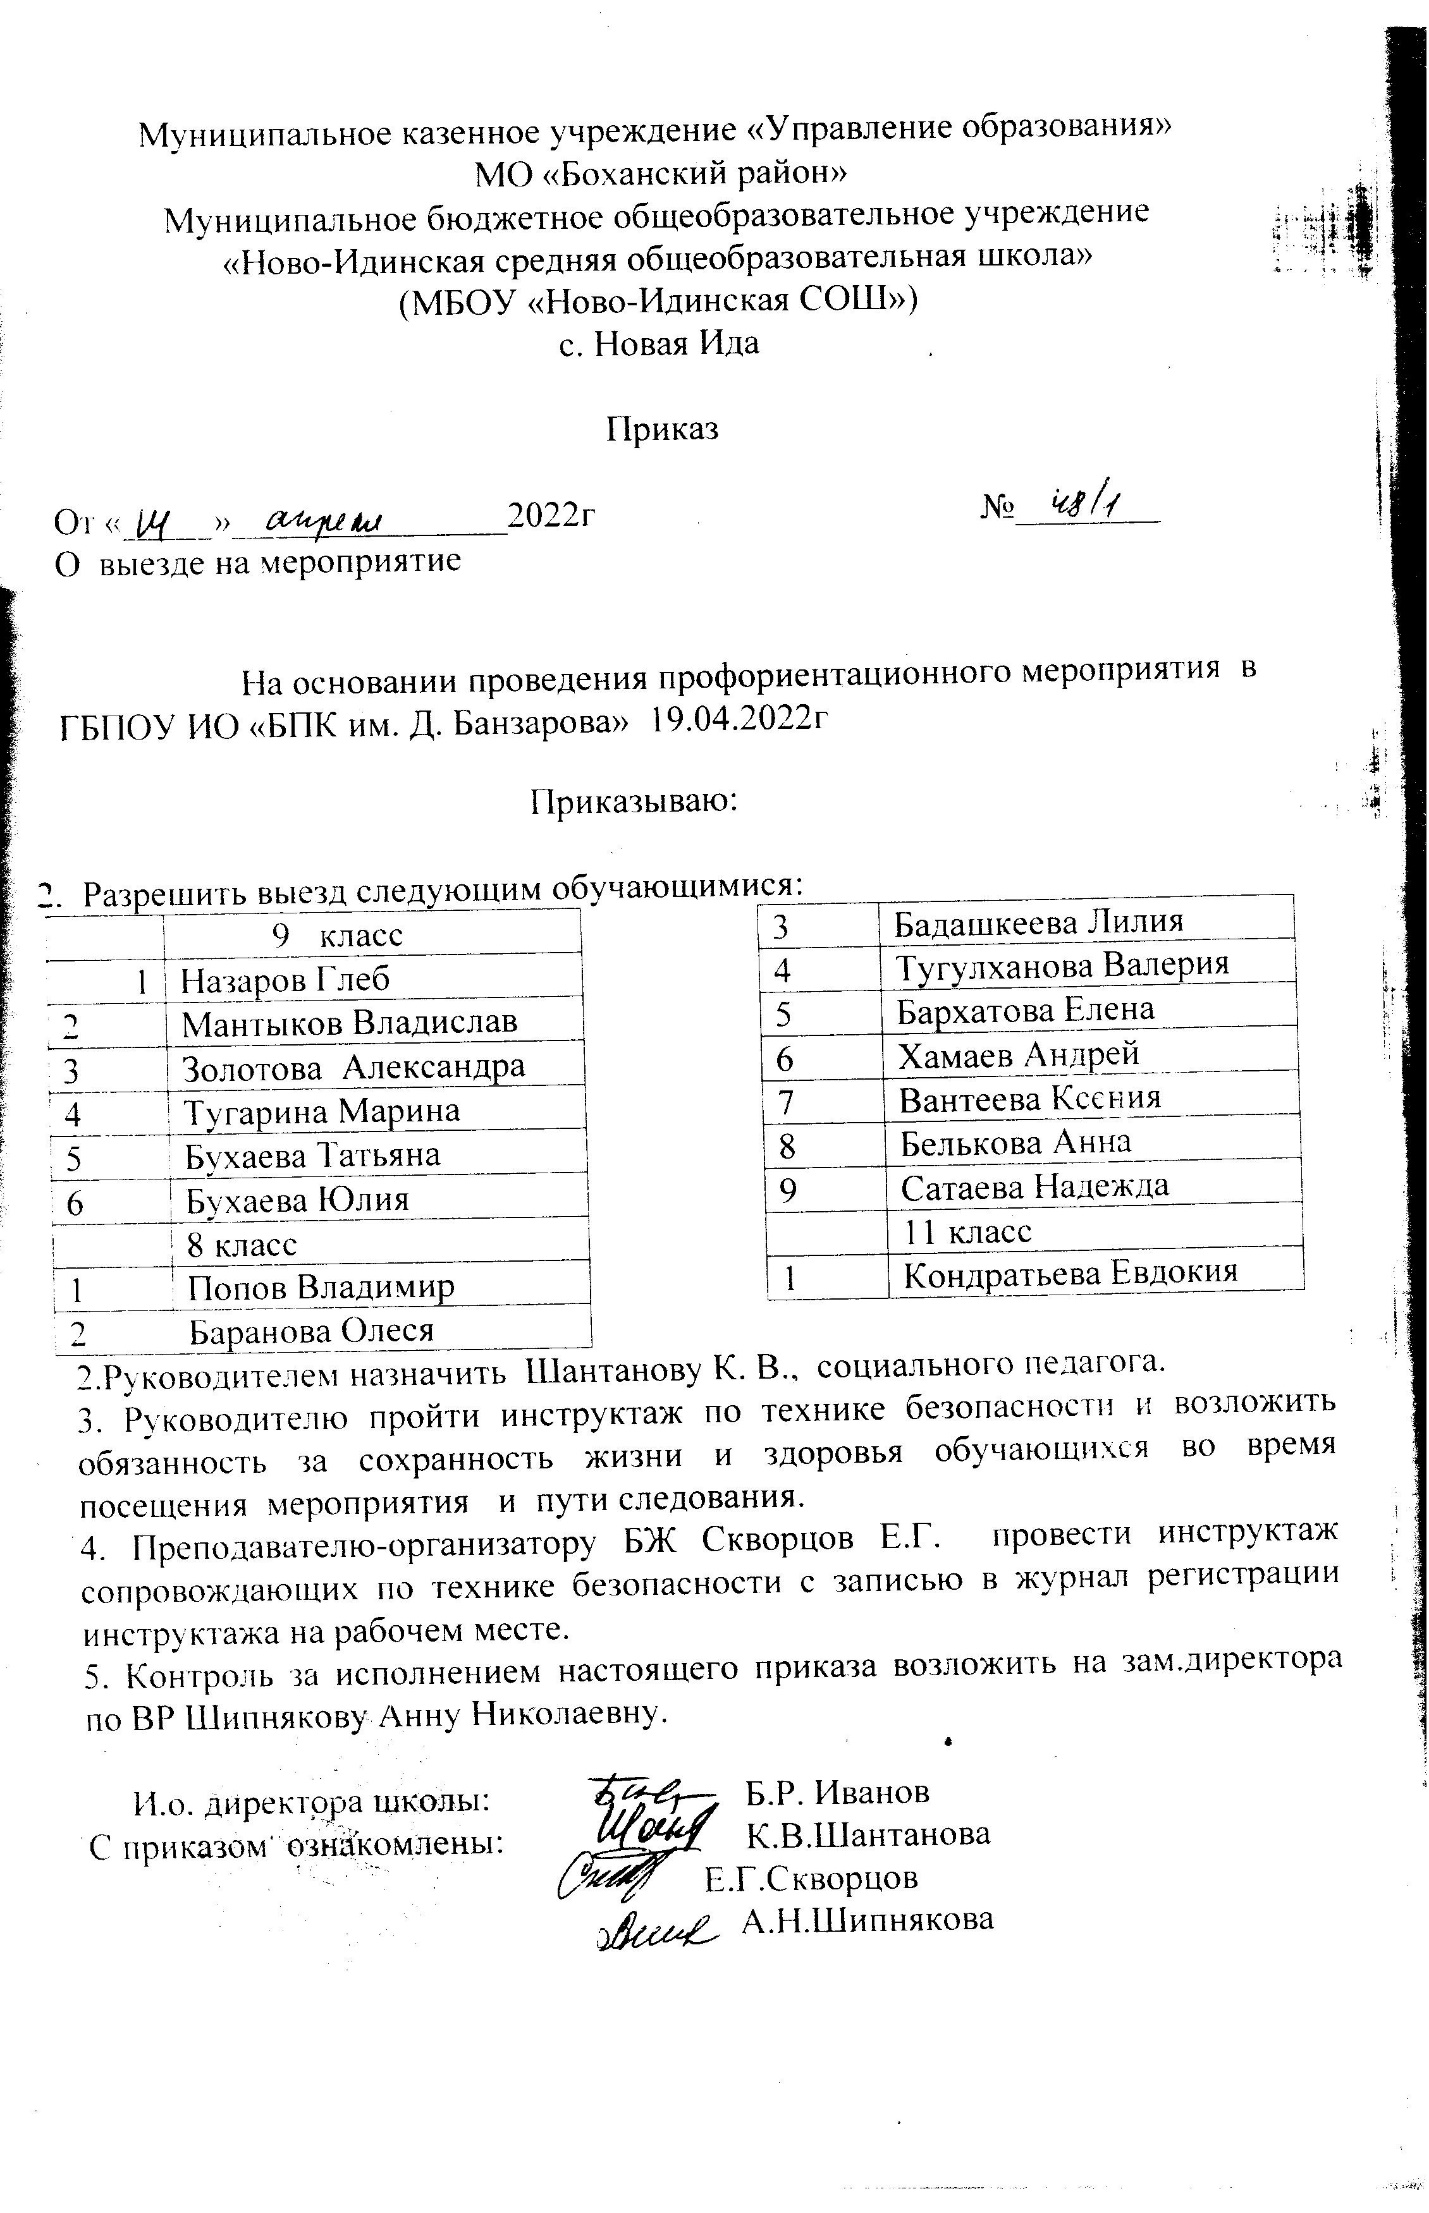 Муниципальное казенное учреждение «Управление образования»
МО «Боханский район»
Муниципальное бюджетное общеобразовательное учреждение
«Ново-Идинская средняя общеобразовательная школа»
(МБОУ «Ново-Идинская СОШ»)
с. Новая Ида
Приказ
От «14» апреля 2022г № 48/1
О выезде на мероприятие
На основании проведения профориентационного мероприятия в
ГБПОУ ИО «БПК им. Д. Банзарова» 19.04.2022г
Приказываю:
2. Разрешить выезд следующим обучающимися:
9 класс
1 Назаров Глеб
2 Мантыков Владислав
3 Золотова Александра
4 Тугарина Марина
5 Бухаева Татьяна
6 Бухаева Юлия
8 класс
1 Попов Владимир
2 Баранова Олеся
3 Бадашкеева Лилия
4 Тугулханова Валерия
5 Бархатова Елена
6 Хамаев Андрей
7 Вантеева Ксения
8 Белькова Анна
9 Сатаева Надежда
11 класс
1 Кондратьева Евдокия
2.Руководителем назначить Шантанову К. В., социального педагога.
3. Руководителю пройти инструктаж по технике безопасности и возложить
обязанность за сохранность жизни и здоровья обучающихся во время
посещения мероприятия и пути следования.
4. Преподавателю-организатору БЖ Скворцов Е.Г. провести инструктаж
сопровождающих по технике безопасности с записью в журнал регистрации
инструктажа на рабочем месте.
5. Контроль за исполнением настоящего приказа возложить на зам.директора
по ВР Шипнякову Анну Николаевну.
И.о. директора школы: Б.Р. Иванов
С приказом ознакомлены: К.В.Шантанова
Е.Г.Скворцов
А.Н.Шипнякова